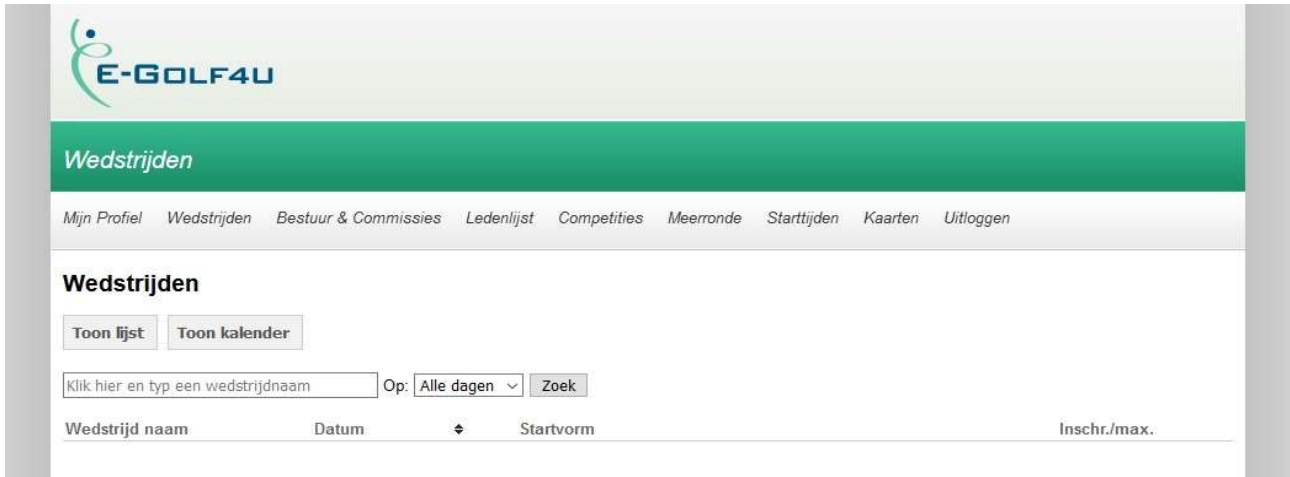 E-GOLF4U
Wedstrijden
Mijn Profiel Wedstrijden Bestuur & Commissies Ledenlijst Competities Meerronde Starttijden Kaarten Uitloggen
Wedstrijden
Toon lijst Toon kalender
Klik hier en typ een wedstrijdnaam Op: Alle dagen Zoek
Wedstrijd naam Datum Startvorm Inschr./max.